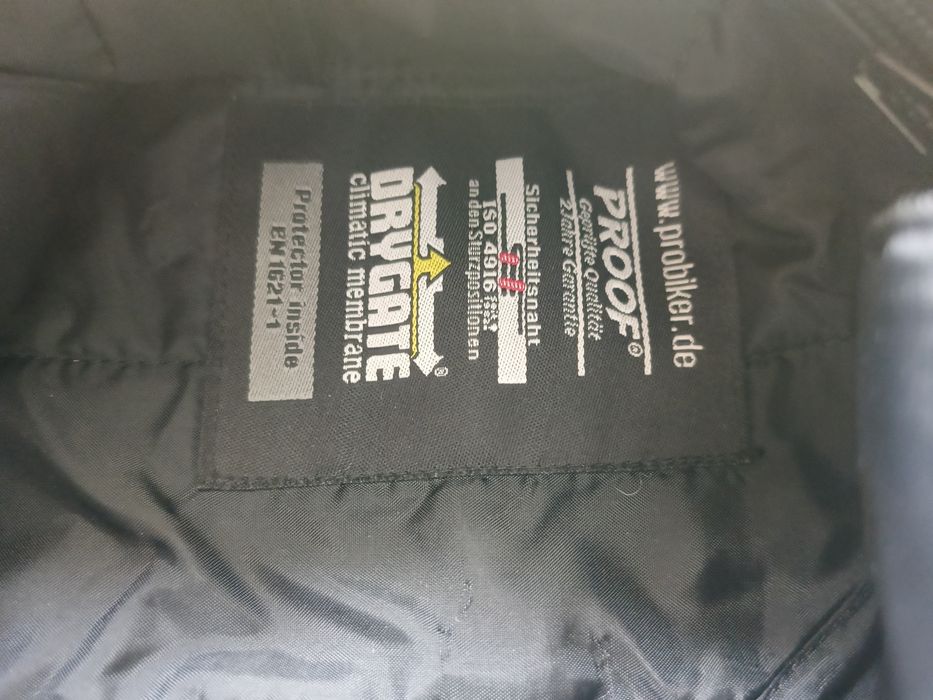 www.probiker.de
PROOF®
Geprüfte Qualität
2 Jahre Garantie
Sicherheitsnaht
ISO 4916
an den Sturzpositionen
DRYGATE®
climatic membrane
Protector inside
EN 1621-1